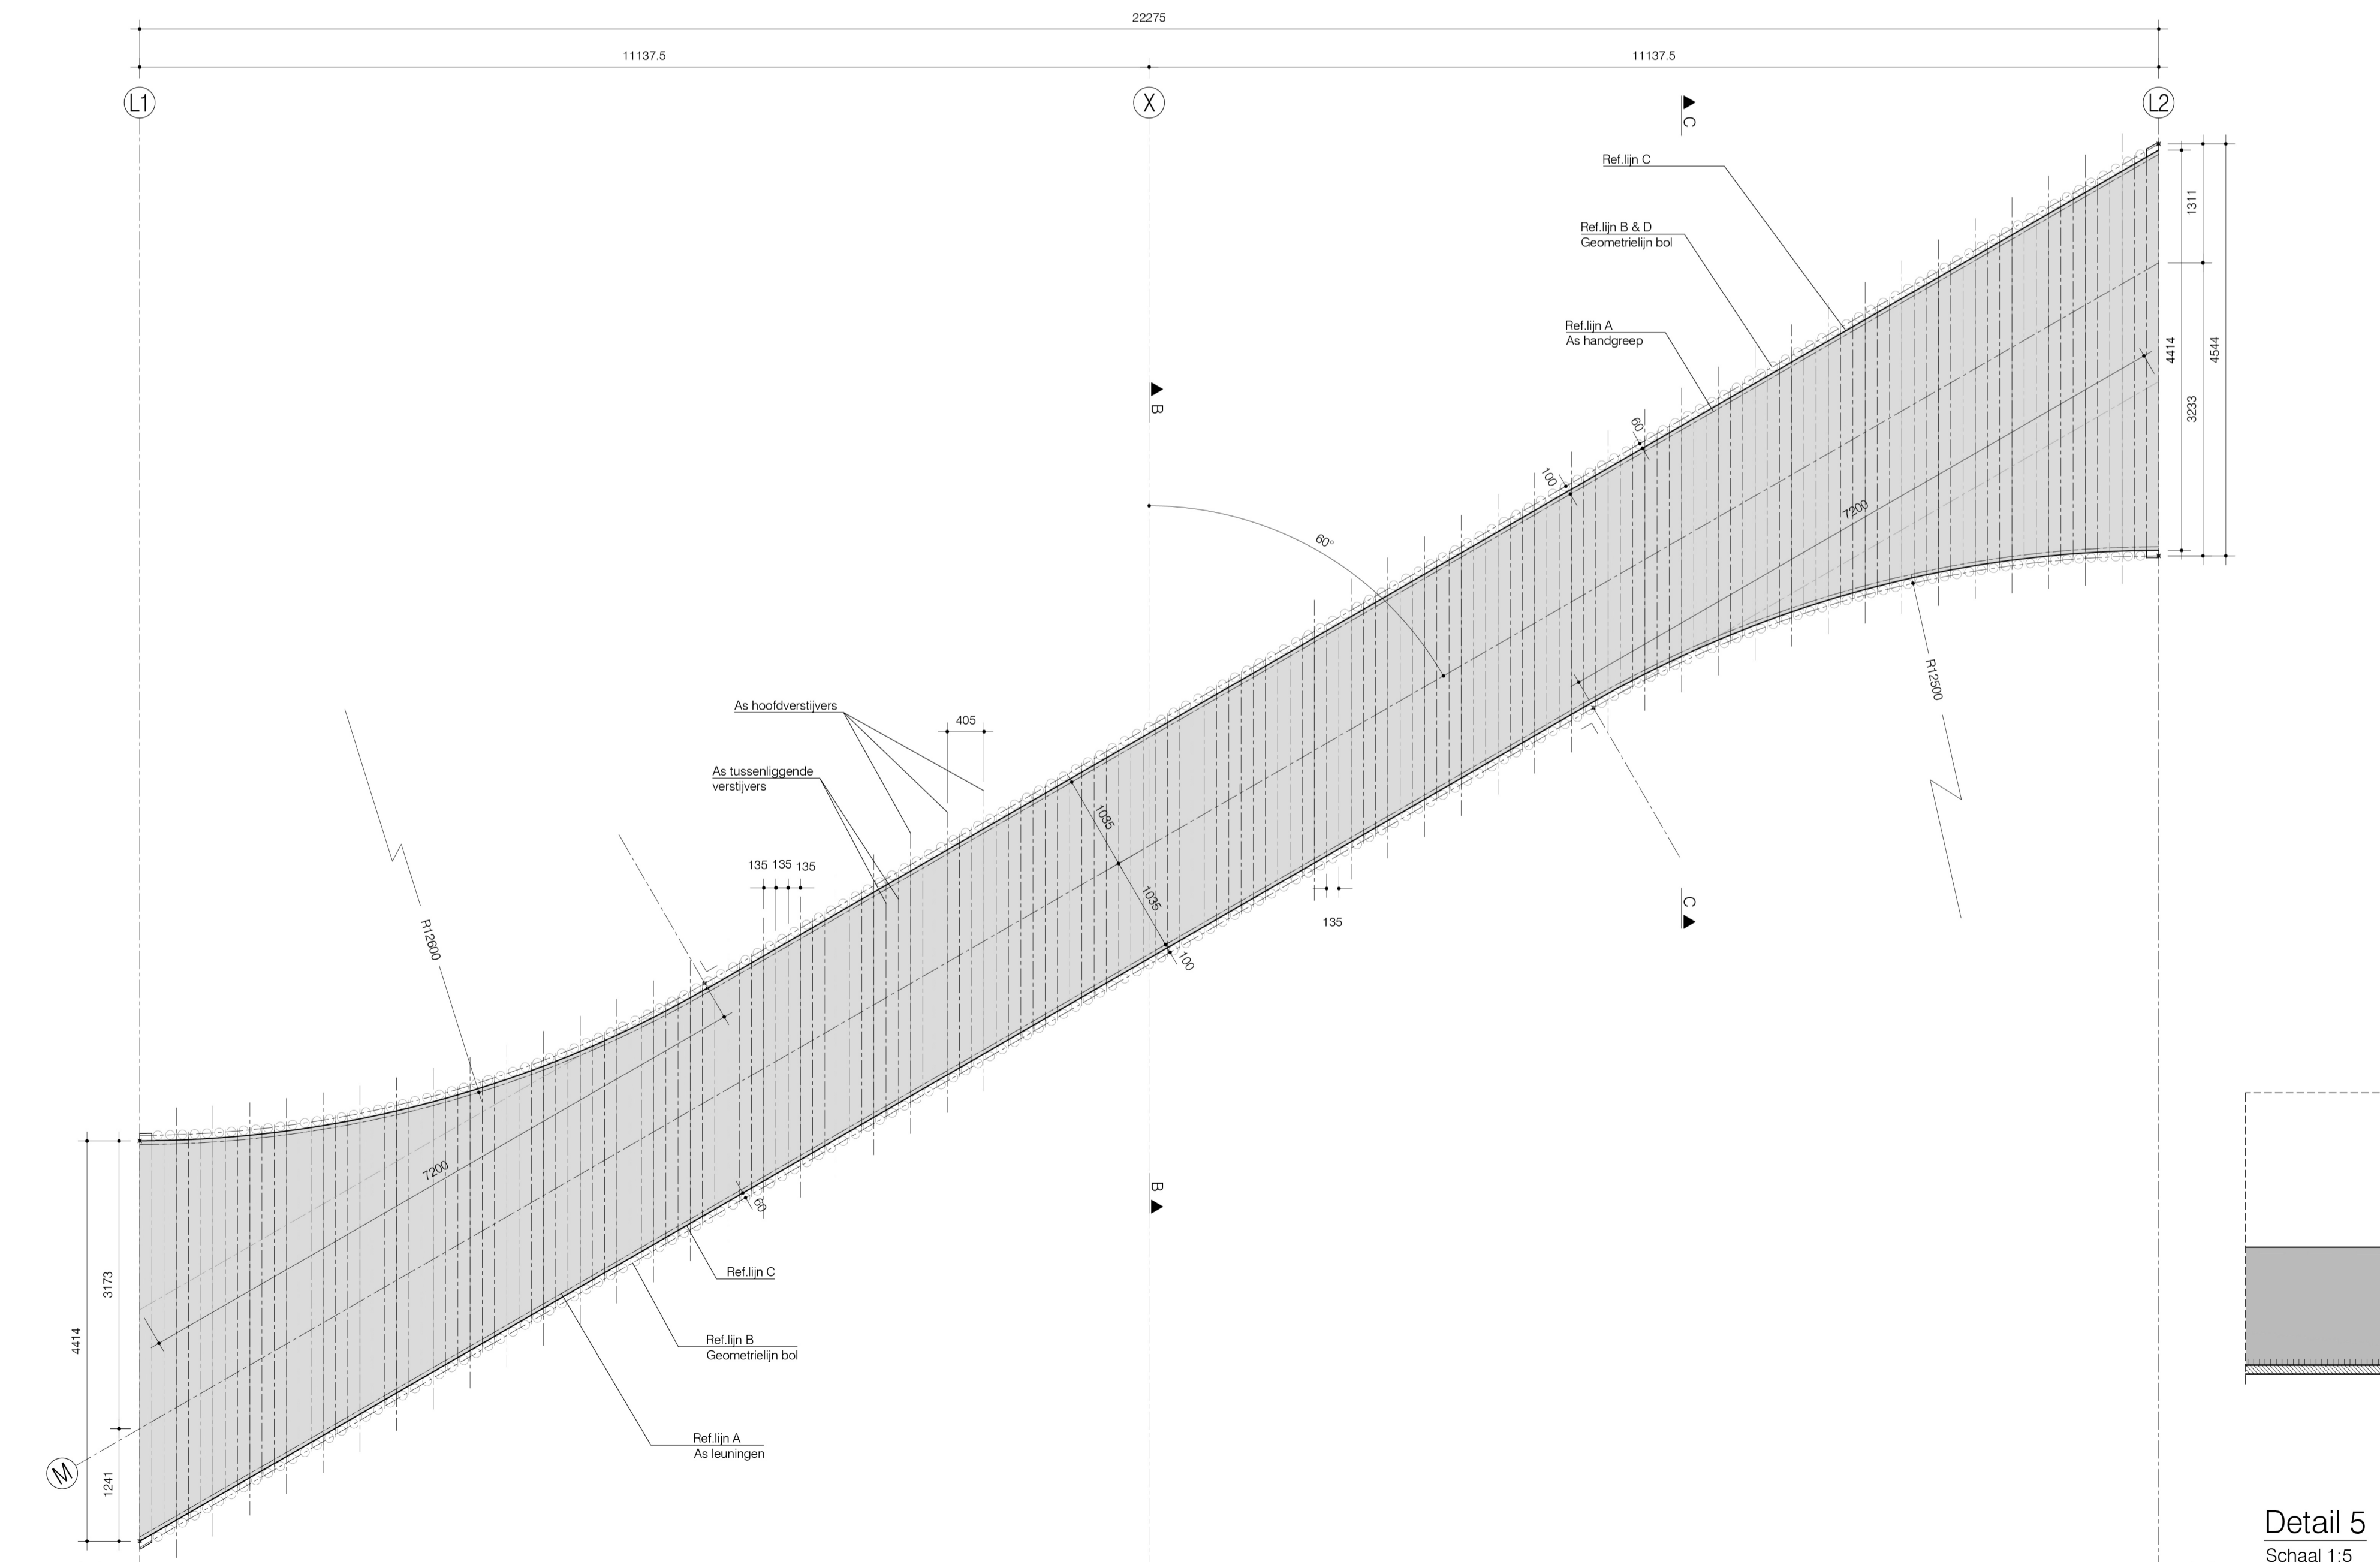 22275
11137.5
11137.5
L1
X
L2
C
Ref.lijn C
1311
Ref.lijn B & D
Geometrielijn bol
Ref.lijn A
As handgreep
4414
4544
B
3233
60
100
7200
60°
R12500
As hoofdverstijvers
405
As tussenliggende
verstijvers
1035
135
135
135
1035
C
135
R12600
100
7200
B
60
Ref.lijn C
3173
4414
Ref.lijn B
Geometrielijn bol
Ref.lijn A
As leuningen
M
1241
Detail 5
Schaal 1:5